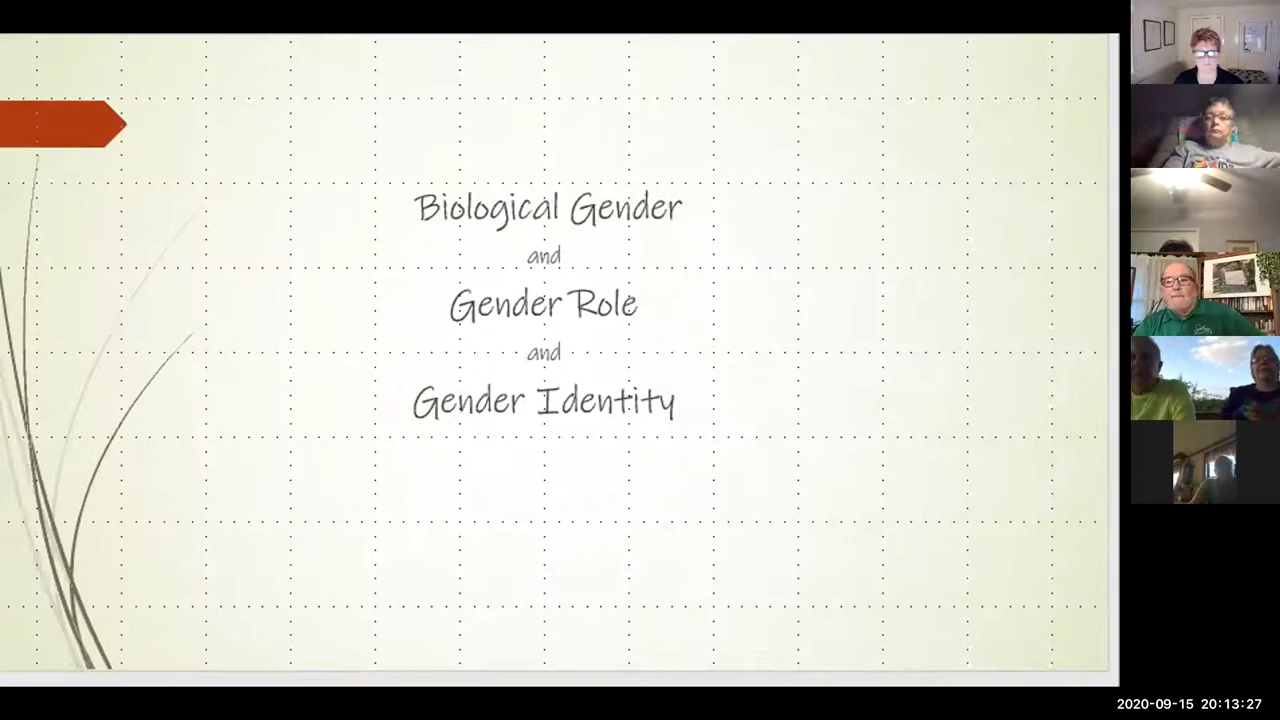 Biological Gender
and
Gender Role
and
Gender Identity
2020-09-15 20:13:27